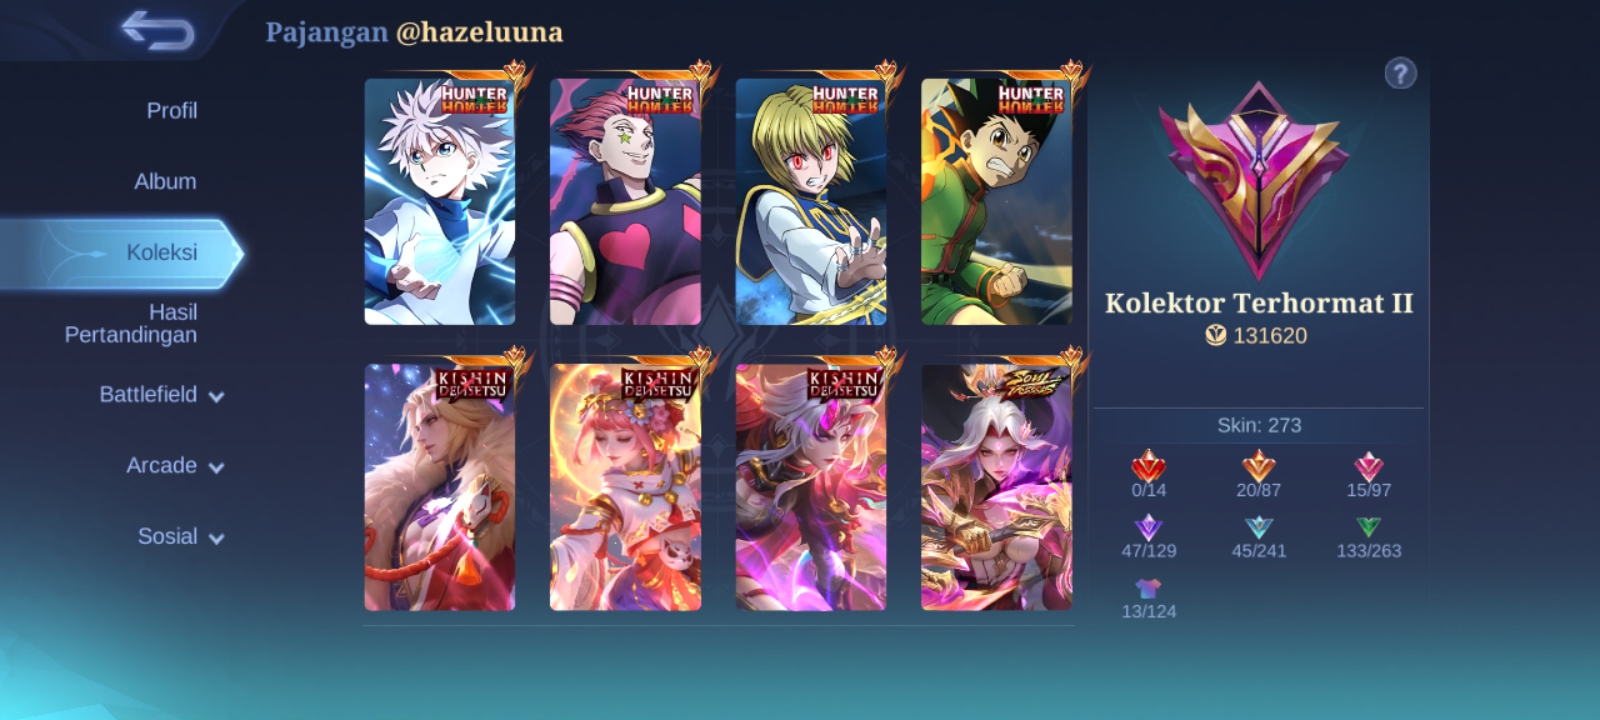 Pajangan @hazeluuna
?
Profil
Album
Koleksi
Hasil
Pertandingan
Battlefield
Arcade
Sosial
HUNTER
HUNTER
HUNTER
HUNTER
HUNTER
HUNTER
HUNTER
HUNTER
KISHIN
DENSETSU
KISHIN
DENSETSU
KISHIN
DENSETSU
SOUL
VESSELS
Kolektor Terhormat II
131620
Skin: 273
0/14
20/87
15/97
47/129
45/241
133/263
13/124